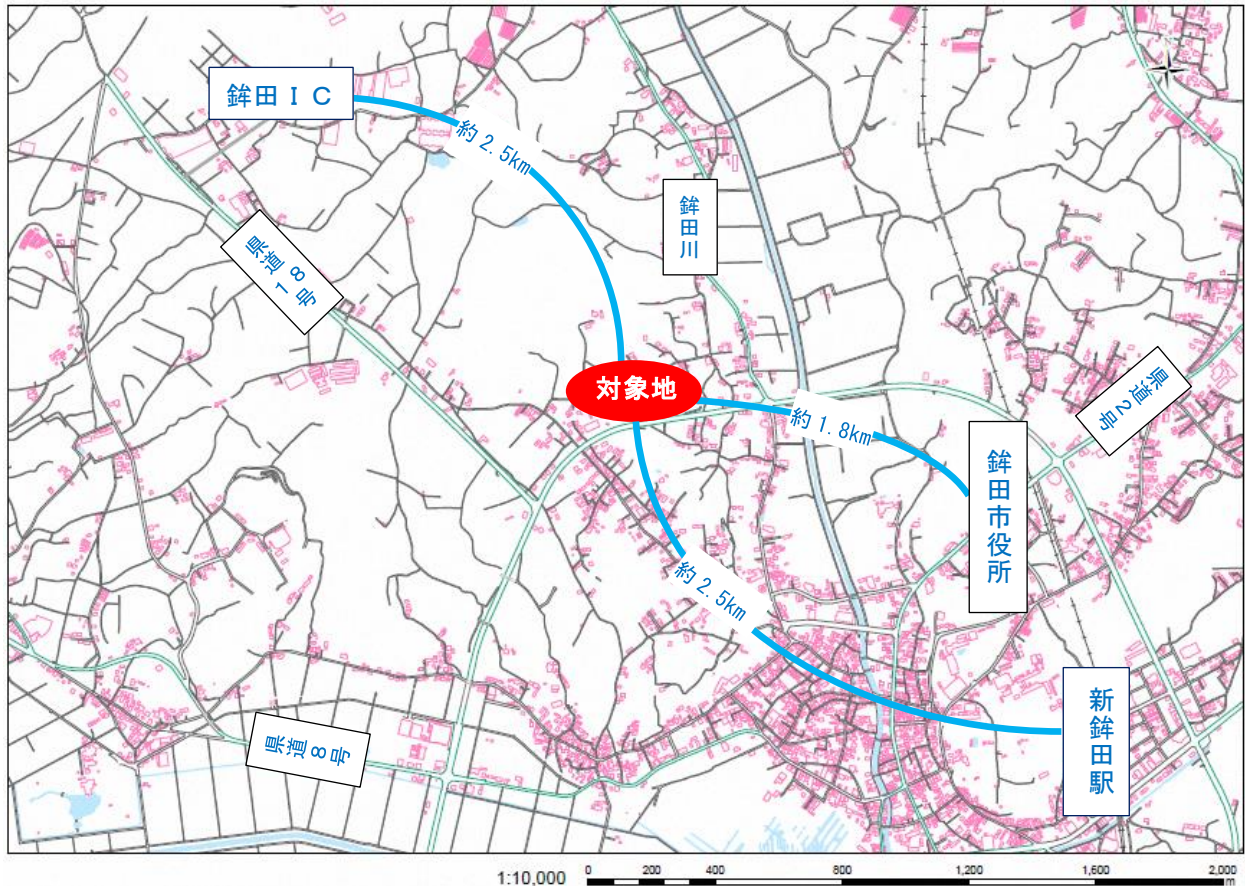 鉾田ＩＣ
約2.5km
鉾田川
県道18号
対象地
県道2号
約1.8km
鉾田市役所
約2.5km
新鉾田駅
県道8号
1:10,000
0 200 400 800 1,200 1,600 2,000
m